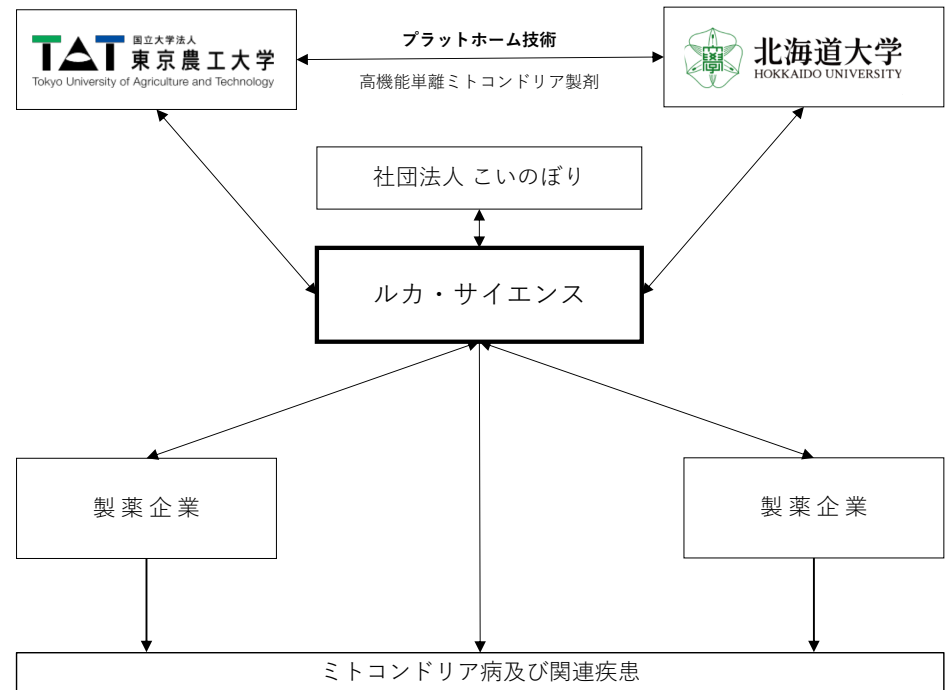 TAT
国立大学法人
東京農工大学
Tokyo University of Agriculture and Technology
プラットホーム技術
高機能単離ミトコンドリア製剤
北海道大学
HOKKAIDO UNIVERSITY
社団法人 こいのぼり
ルカ・サイエンス
製薬企業
製薬企業
ミトコンドリア病及び関連疾患